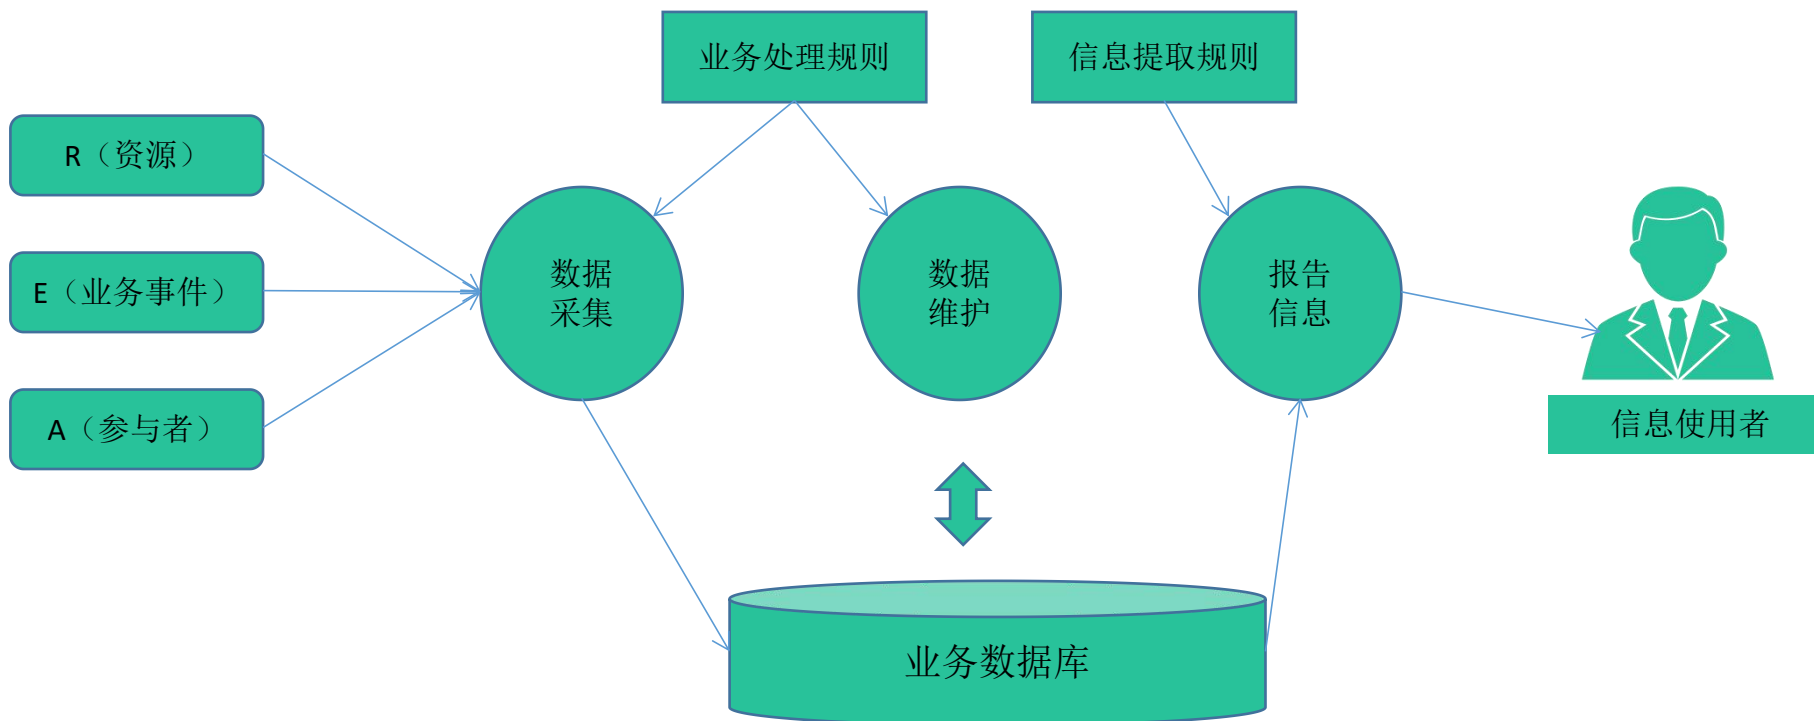 业务处理规则
信息提取规则
R（资源）
E（业务事件）
A（参与者）
数据
采集
数据
维护
报告
信息
信息使用者
业务数据库